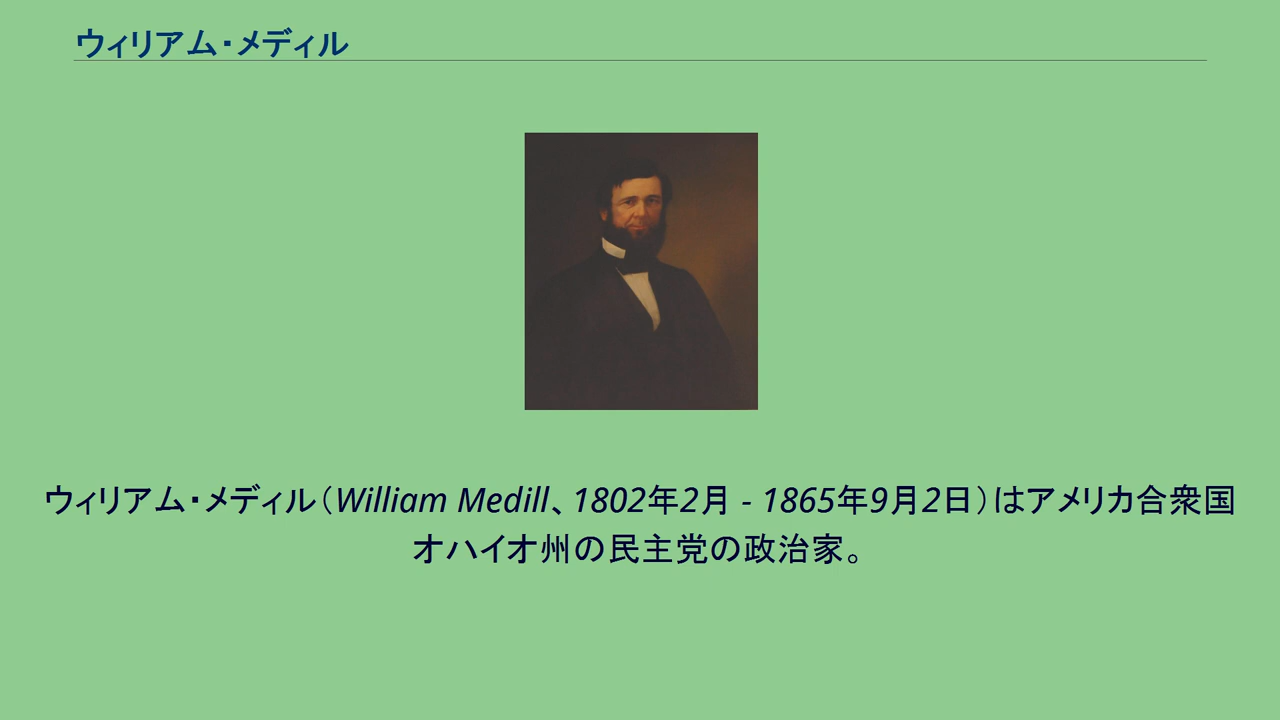 ウィリアム・メディル
ウィリアム・メディル（William Medill、1802年2月 - 1865年9月2日）はアメリカ合衆国
オハイオ州の民主党の政治家。